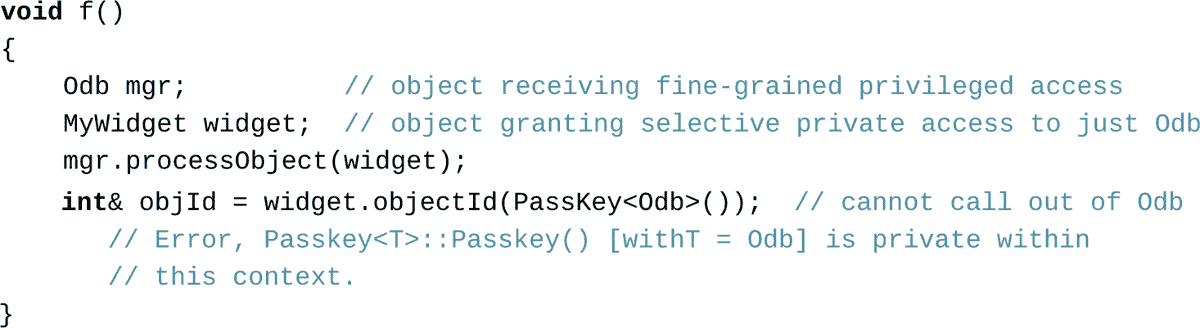 void f()
{
    Odb mgr;          // object receiving fine-grained privileged access
    MyWidget widget;  // object granting selective private access to just Odb
    mgr.processObject(widget);
    int& objId = widget.objectId(PassKey<Odb>());  // cannot call out of Odb
       // Error, Passkey<T>::Passkey() [withT = Odb] is private within
       // this context.
}